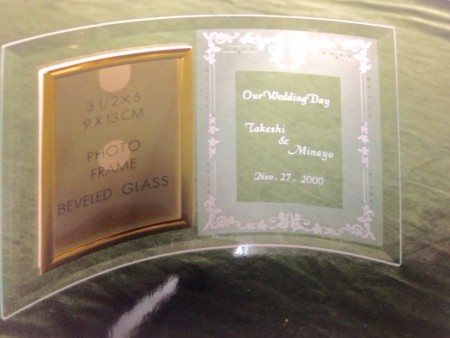 3 1/2 X 5
9 X 13 CM
PHOTO
FRAME
BEVELED GLASS
Our Wedding Day
Takeshi
&
Minayo
Nov. 27, 2000